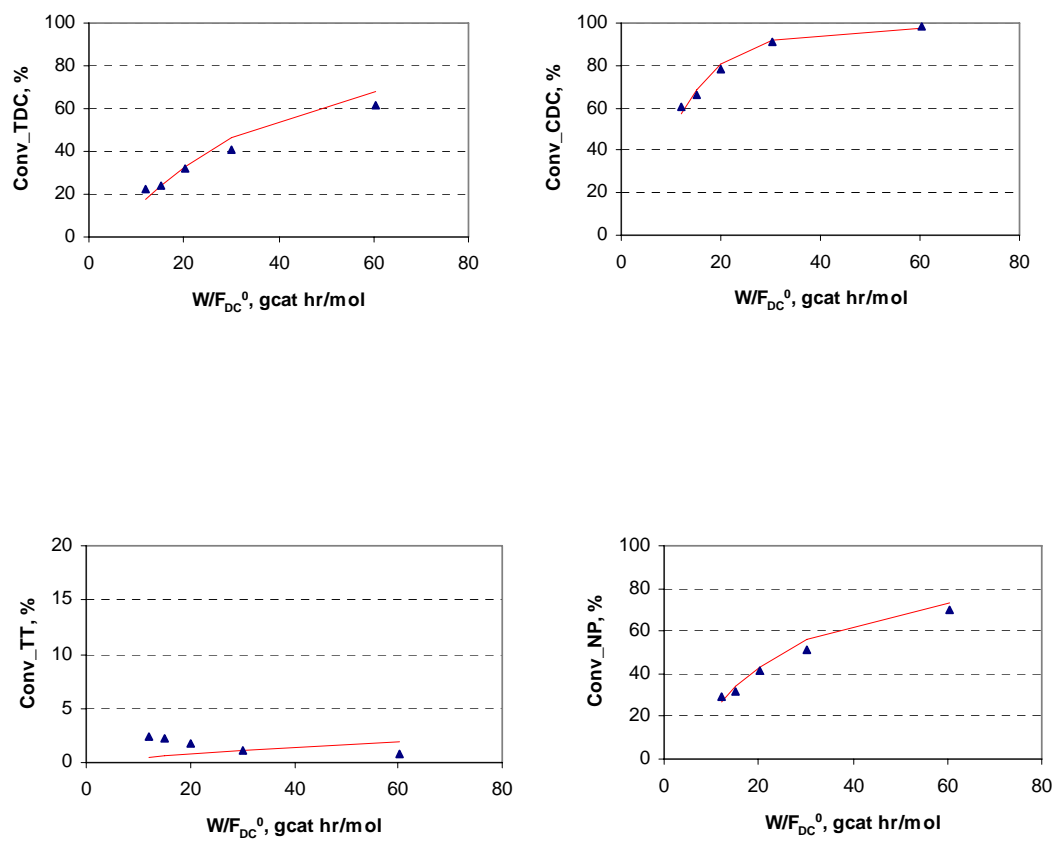 Conv_TDC, %
100
80
60
40
20
0
0 20 40 60 80
W/F_DC^0, gcat hr/mol
Conv_CDC, %
100
80
60
40
20
0
0 20 40 60 80
W/F_DC^0, gcat hr/mol
Conv_TT, %
20
15
10
5
0
0 20 40 60 80
W/F_DC^0, gcat hr/mol
Conv_NP, %
100
80
60
40
20
0
0 20 40 60 80
W/F_DC^0, gcat hr/mol